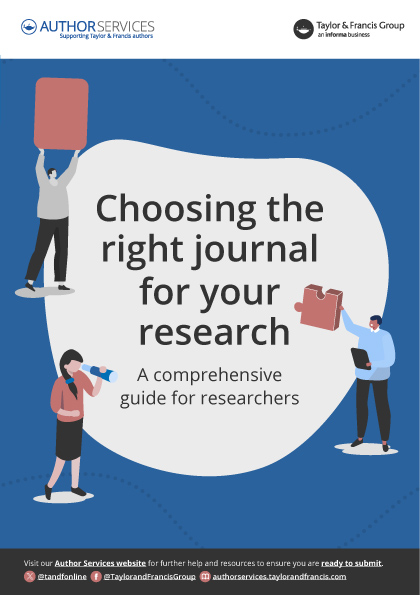 AUTHOR SERVICES
Supporting Taylor & Francis authors
Taylor & Francis Group
an informa business
Choosing the
right journal
for your
research
A comprehensive
guide for researchers
Visit our Author Services website for further help and resources to ensure you are ready to submit.
@tandfonline @TaylorandFrancisGroup authorservices.taylorandfrancis.com